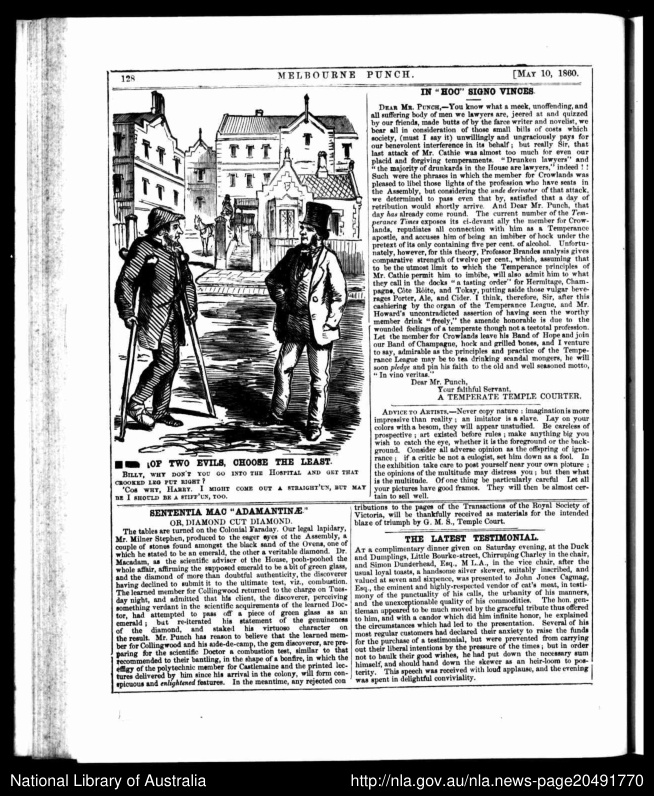 128
MELBOURNE PUNCH.
[MAY 10, 1860.
OF TWO EVILS, CHOOSE THE LEAST.
BILLY, WHY DON'T YOU GO INTO THE HOSPITAL AND GET THAT
CROOKED LEG PUT RIGHT?
'COS WHY, HARRY. I MIGHT COME OUT A STRAIGHT'UN, BUT MAY
BE I SHOULD BE A STIFF'UN, TOO.
IN "HOC" SIGNO VINCES.
DEAR MR. PUNCH,—You know what a meek, unoffending, and
all suffering body of men we lawyers are, jeered at and quizzed
by our friends, made butts of by the farce writer and novelist, we
bear all in consideration of those small bills of costs which
society, (must I say it) unwillingly and ungraciously pays for
our benevolent interference in its behalf; but really Sir, that
last attack of Mr. Cathie was almost too much for even our
placid and forgiving temperaments. "Drunken lawyers" and
"the majority of drunkards in the House are lawyers," indeed!!
Such were the phrases in which the member for Crowlands was
pleased to libel those lights of the profession who have seats in
the Assembly, but considering the unde derivatur of that attack,
we determined to pass even that by, satisfied that a day of
retribution would shortly arrive. And Dear Mr. Punch, that
day has already come round. The current number of the Tem-
perance Times exposes its ci-devant ally the member for Crow-
lands, repudiates all connection with him as a Temperance
apostle, and accuses him of being an imbiber of hock under the
pretext of its only containing five per cent. of alcohol. Unfortu-
nately, however, for this theory, Professor Brandes analysis gives
comparative strength of twelve per cent., which, assuming that
to be the utmost limit to which the Temperance principles of
Mr. Cathie permit him to imbibe, will also admit him to what
they call in the docks "a tasting order" for Hermitage, Cham-
pagne, Côte Rôtie, and Tokay, putting aside those vulgar beve-
rages Porter, Ale, and Cider. I think, therefore, Sir, after this
cashiering by the organ of the Temperance League, and Mr.
Howard's uncontradicted assertion of having seen the worthy
member drink "freely," the amende honorable is due to the
wounded feelings of a temperate though not a teetotal profession.
Let the member for Crowlands leave his Band of Hope and join
our Band of Champagne, hock and grilled bones, and I venture
to say, admirable as the principles and practice of the Tempe-
rance League may be to tea drinking scandal mongers, he will
soon pledge and pin his faith to the old and well seasoned motto,
"In vino veritas."
Dear Mr. Punch,
Your faithful Servant,
A TEMPERATE TEMPLE COURTER.
ADVICE TO ARTISTS.—Never copy nature: imagination is more
impressive than reality; an imitator is a slave. Lay on your
colors with a besom, they will appear unstudied. Be careless of
prospective; art existed before rules; make anything big you
wish to catch the eye, whether it is the foreground or the back-
ground. Consider all adverse opinion as the offspring of igno-
rance; if a critic be not a eulogist, set him down as a fool. In
the exhibition take care to post yourself near your own picture;
the opinions of the multitude may distress you; but then what
is the multitude. Of one thing be particularly careful. Let all
your pictures have good frames. They will then be almost cer-
tain to sell well.
SENTENTIA MAC "ADAMANTINÆ."
OR, DIAMOND CUT DIAMOND.
The tables are turned on the Colonial Faraday. Our legal lapidary,
Mr. Milner Stephen, produced to the eager eyes of the Assembly, a
couple of stones found amongst the black sand of the Ovens, one of
which he stated to be an emerald, the other a veritable diamond. Dr.
Macadam, as the scientific adviser of the House, pooh-poohed the
whole affair, affirming the supposed emerald to be a bit of green glass,
and the diamond of more than doubtful authenticity, the discoverer
having declined to submit it to the ultimate test, viz., combustion.
The learned member for Collingwood returned to the charge on Tues-
day night, and admitted that his client, the discoverer, perceiving
something verdant in the scientific acquirements of the learned Doc-
tor, had attempted to pass off a piece of green glass as an
emerald; but re-iterated his statement of the genuineness
of the diamond, and staked his virtuoso character on
the result. Mr. Punch has reason to believe that the learned mem-
ber for Collingwood and his aide-de-camp, the gem discoverer, are pre-
paring for the scientific Doctor a combustion test, similar to that
recommended to their bantling, in the shape of a bonfire, in which the
effigy of the polytechnic member for Castlemaine and the printed lec-
tures delivered by him since his arrival in the colony, will form con-
spicuous and enlightened features. In the meantime, any rejected con
tributions to the pages of the Transactions of the Royal Society of
Victoria, will be thankfully received as materials for the intended
blaze of triumph by G. M. S., Temple Court.
THE LATEST TESTIMONIAL.
AT a complimentary dinner given on Saturday evening, at the Duck
and Dumplings, Little Bourke-street, Chirruping Charley in the chair,
and Simon Dunderhead, Esq., M L.A., in the vice chair, after the
usual loyal toasts, a handsome silver skewer, suitably inscribed, and
valued at seven and sixpence, was presented to John Jones Cagmag,
Esq., the eminent and highly-respected vendor of cat's meat, in testi-
mony of the punctuality of his calls, the urbanity of his manners,
and the unexceptionable quality of his commodities. The hon. gen-
tleman appeared to be much moved by the graceful tribute thus offered
to him, and with a candor which did him infinite honor, he explained
the circumstances which had led to the presentation. Several of his
most regular customers had declared their anxiety to raise the funds
for the purchase of a testimonial, but were prevented from carrying
out their liberal intentions by the pressure of the times; but in order
not to baulk their good wishes, he had put down the necessary sum
himself, and should hand down the skewer as an heir-loom to pos-
terity. This speech was received with loud applause, and the evening
was spent in delightful conviviality.
National Library of Australia
http://nla.gov.au/nla.news-page20491770